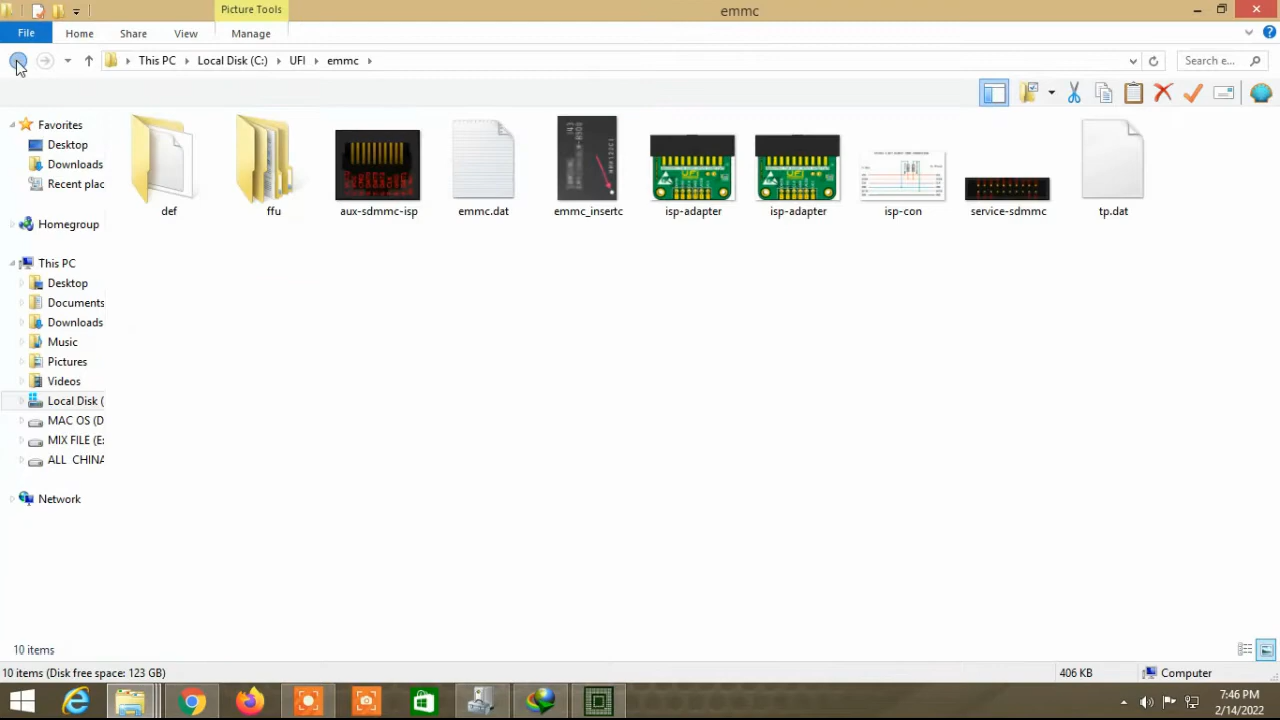 Picture Tools
emmc
File
Home
Share
View
Manage
This PC
Local Disk (C:)
UFI
emmc
Search e...
Favorites
Desktop
Downloads
Recent plac
Homegroup
This PC
Desktop
Documents
Downloads
Music
Pictures
Videos
Local Disk (
MAC OS (D
MIX FILE (E:
ALL CHINA
Network
def
ffu
aux-sdmmc-isp
emmc.dat
emmc_insertc
isp-adapter
isp-adapter
isp-con
service-sdmmc
tp.dat
UFI
UFI
10 items
10 items (Disk free space: 123 GB)
406 KB
Computer
7:46 PM
2/14/2022